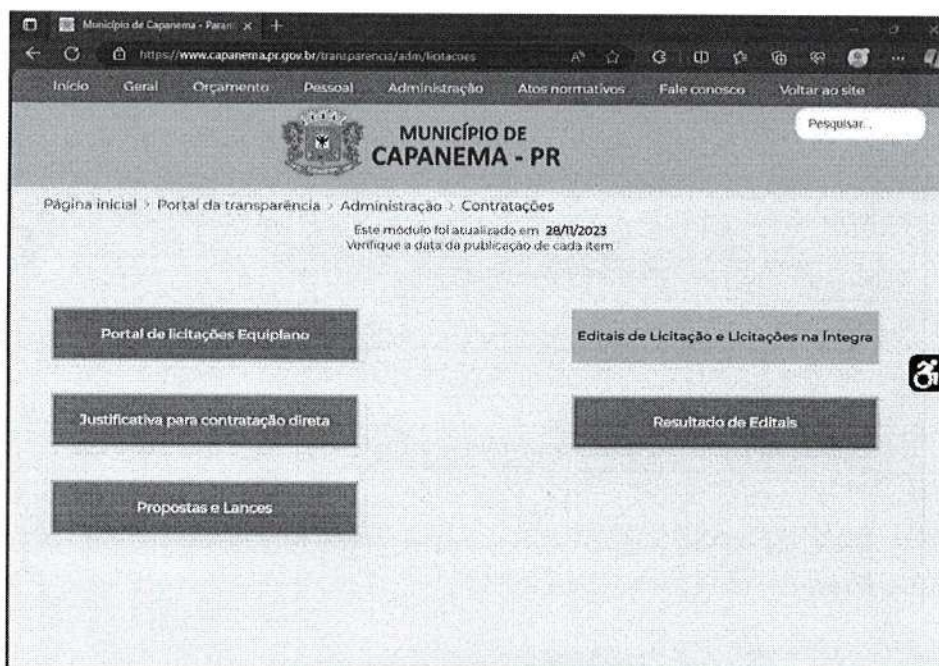 Município de Capanema - Paran
https://www.capanema.pr.gov.br/transparencia/adm/licitacoes
Início Geral Orçamento Pessoal Administração Atos normativos Fale conosco Voltar ao site
Pesquisar...
MUNICÍPIO DE
CAPANEMA - PR
Página inicial > Portal da transparência > Administração > Contratações
Este módulo foi atualizado em 28/11/2023
Verifique a data da publicação de cada item
Portal de licitações Equiplano
Editais de Licitação e Licitações na Íntegra
Justificativa para contratação direta
Resultado de Editais
Propostas e Lances